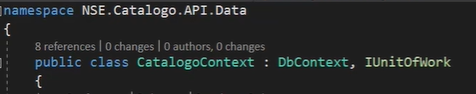 namespace NSE.Catalogo.API.Data
{
8 references | 0 changes | 0 authors, 0 changes
public class CatalogoContext : DbContext, IUnitOfWork
{